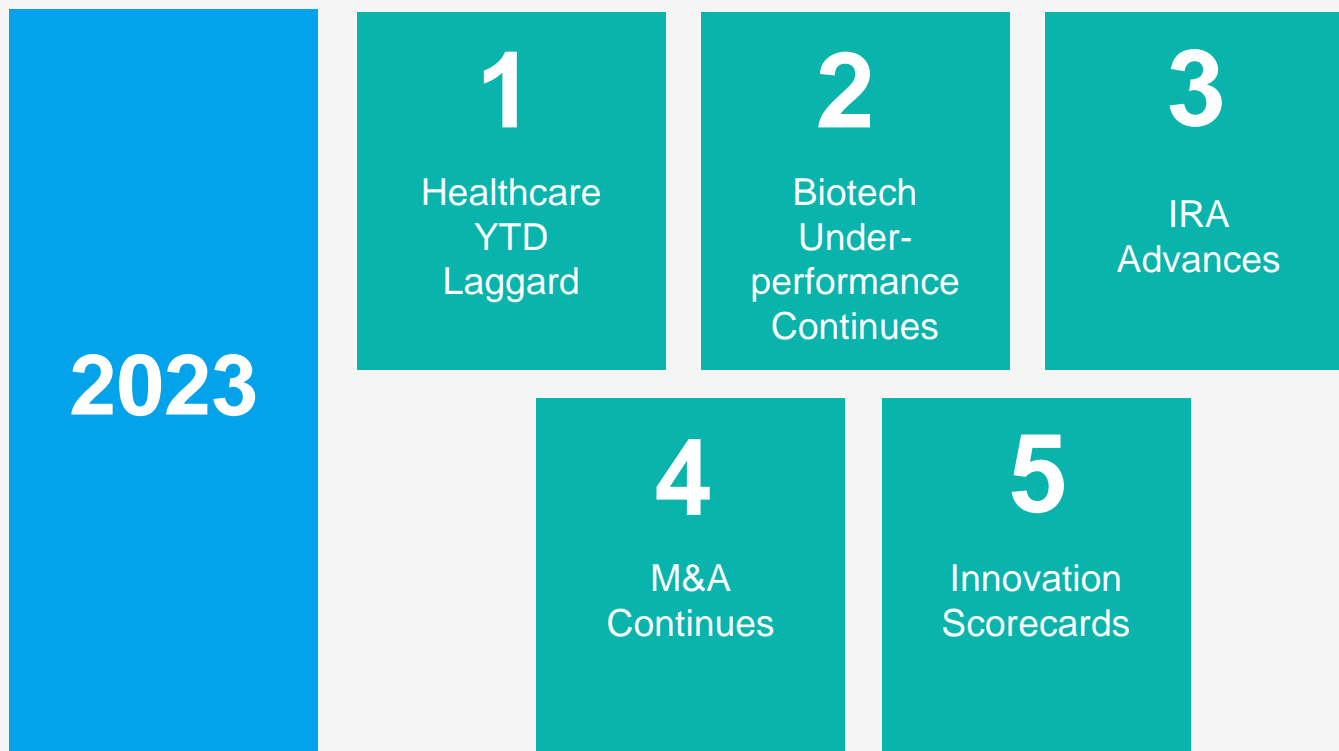 2023
1
Healthcare
YTD
Laggard
2
Biotech
Under-
performance
Continues
3
IRA
Advances
4
M&A
Continues
5
Innovation
Scorecards